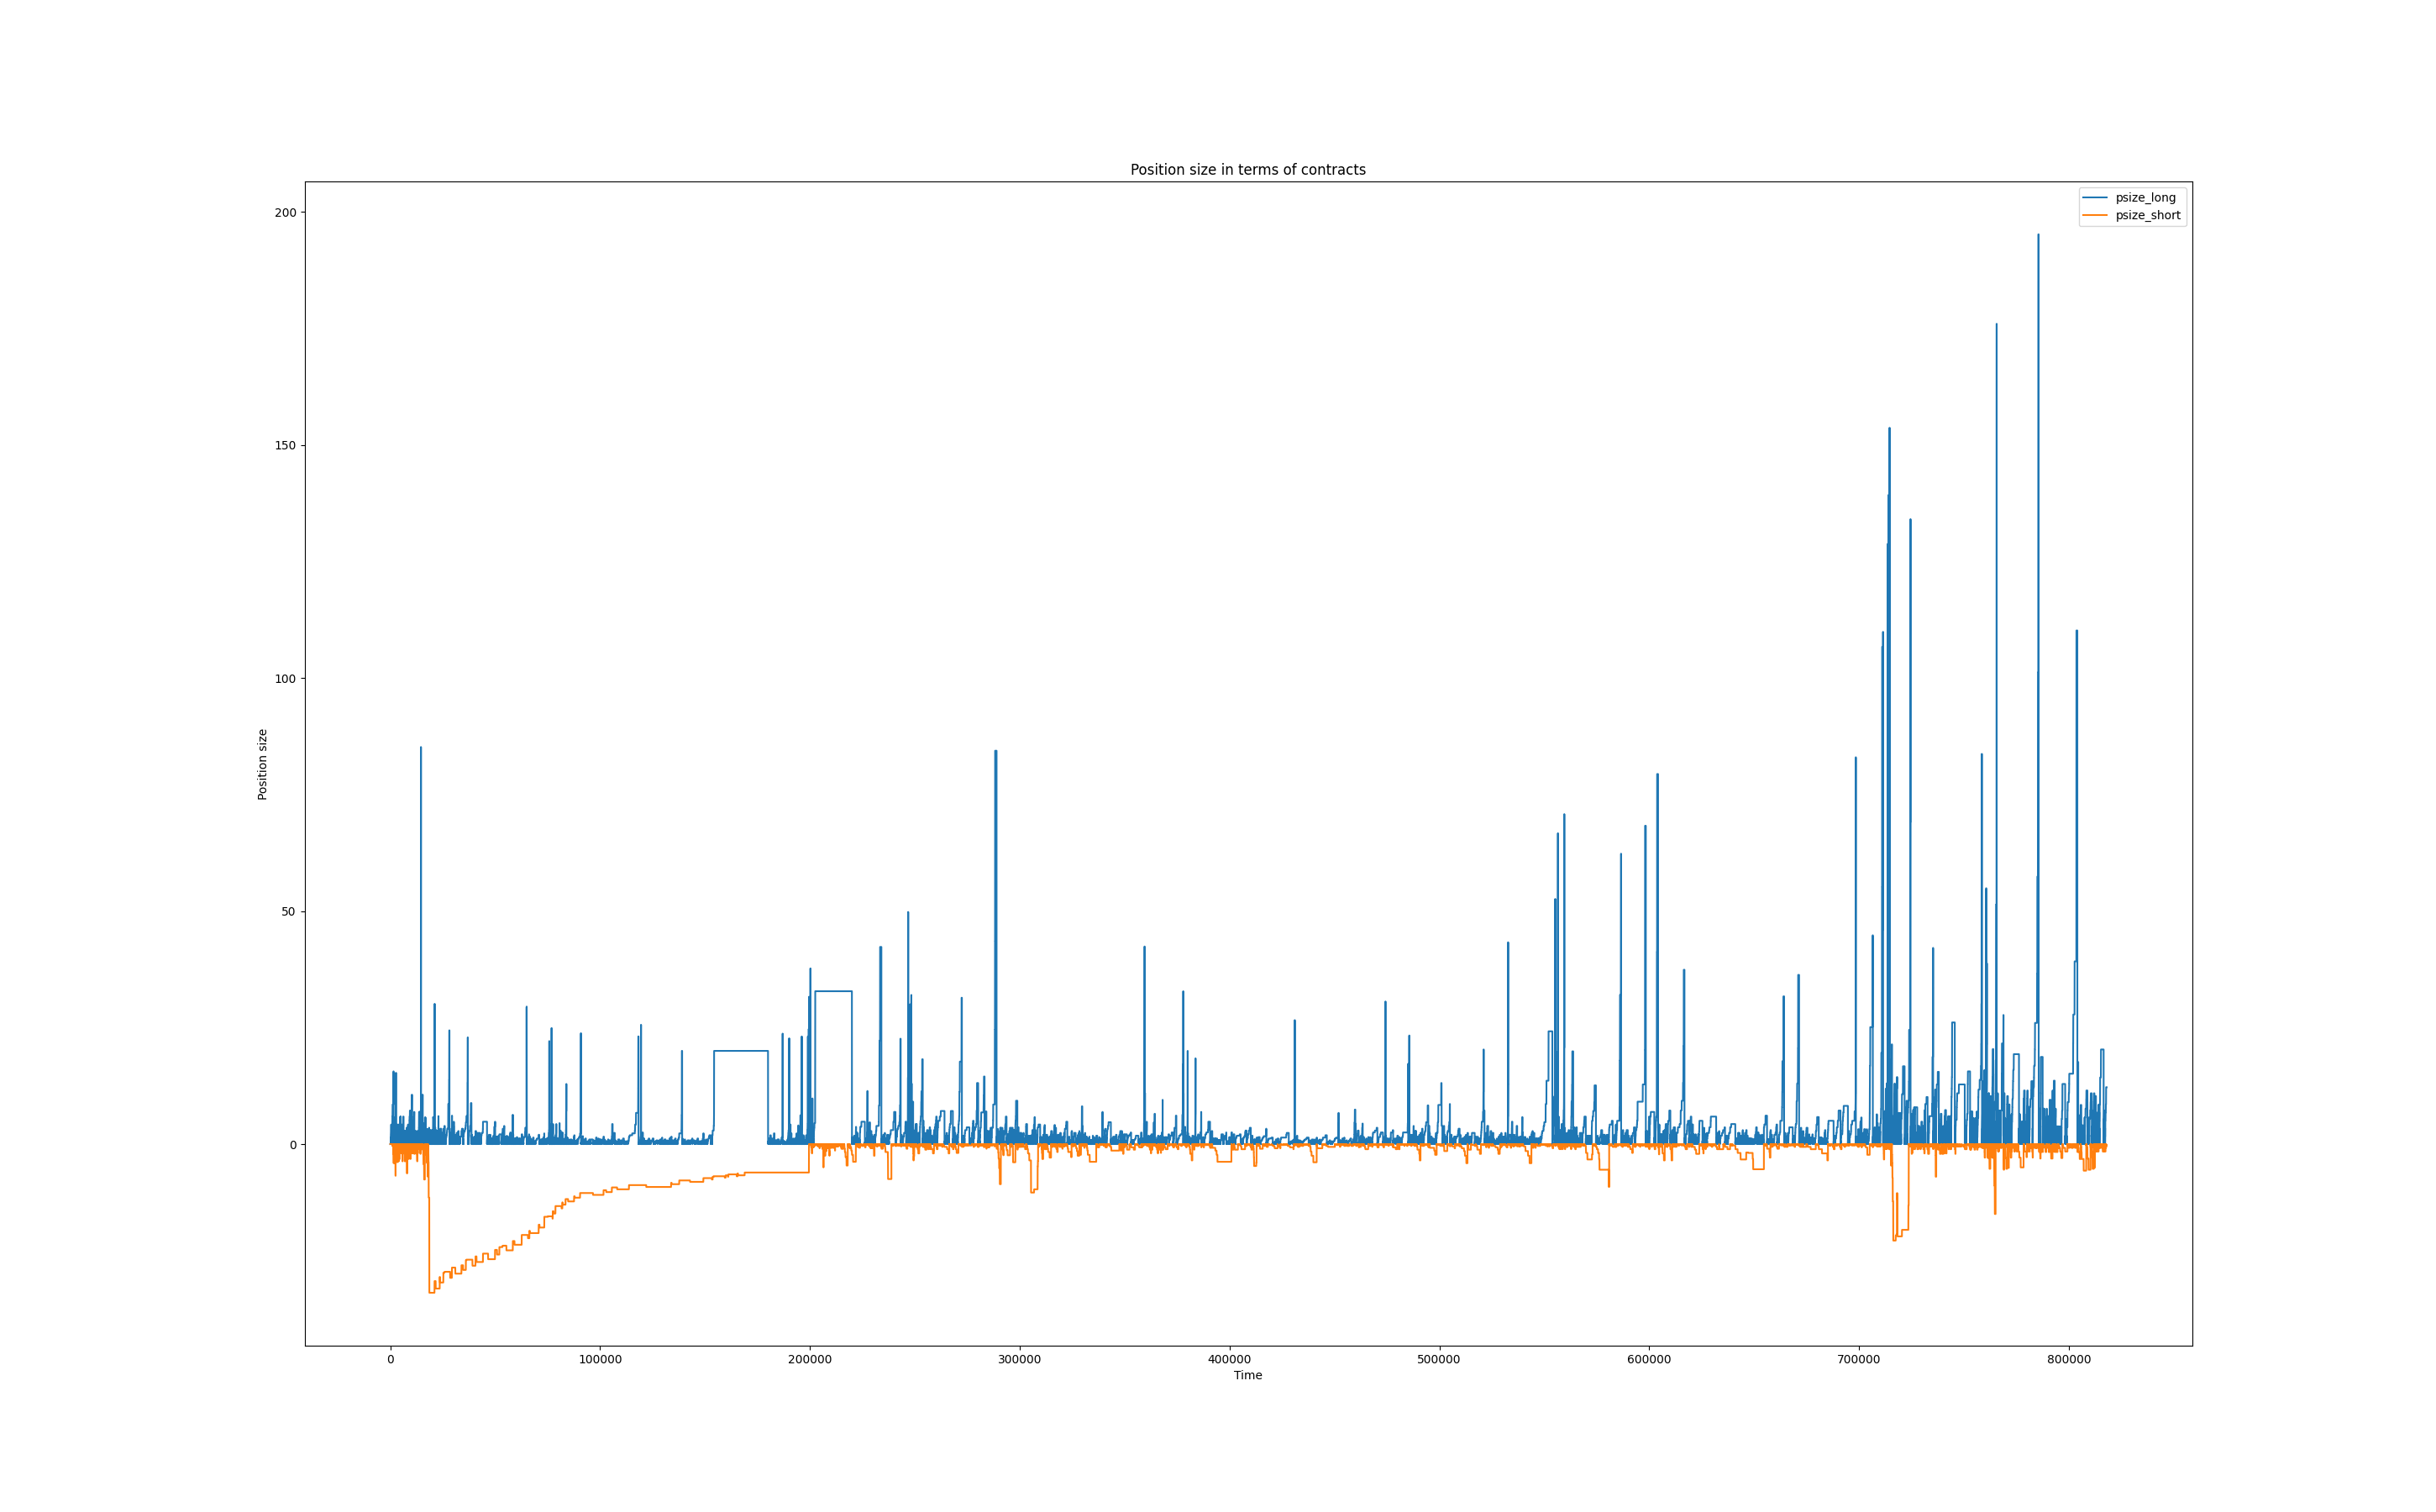 Position size in terms of contracts
psize_long
psize_short
200
150
100
50
0
Position size
0 100000 200000 300000 400000 500000 600000 700000 800000
Time